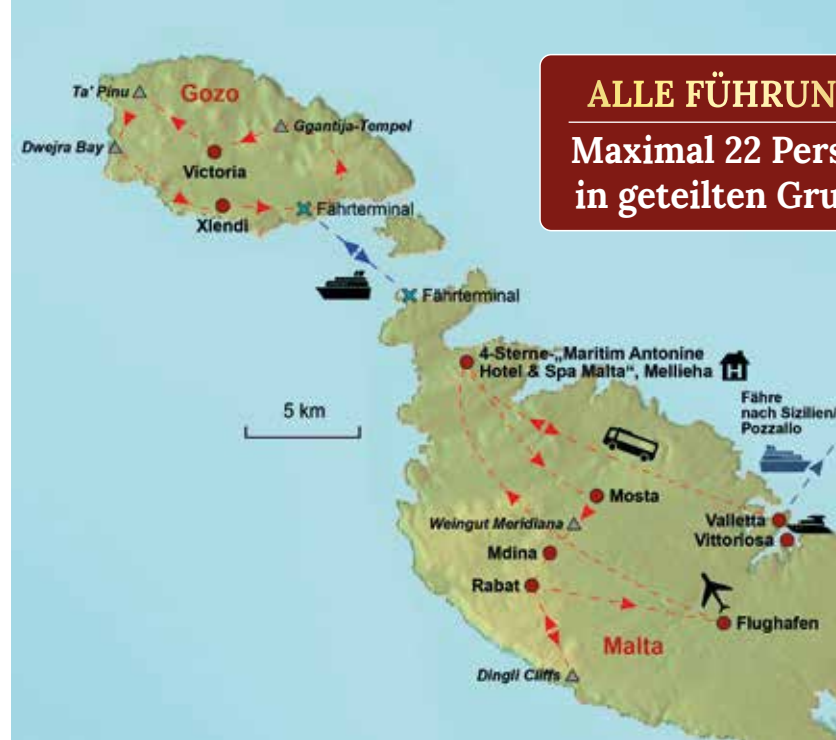 ALLE FÜHRUN
Maximal 22 Pers
in geteilten Gru
Ta' Pinu
Gozo
Ggantija-Tempel
Dwejra Bay
Victoria
Fährterminal
Xlendi
Fährterminal
4-Sterne-„Maritim Antonine
Hotel & Spa Malta“, Mellieha
H
5 km
Fähre
nach Sizilien/
Pozzallo
Mosta
Weingut Meridiana
Valletta
Vittoriosa
Mdina
Rabat
Flughafen
Malta
Dingli Cliffs